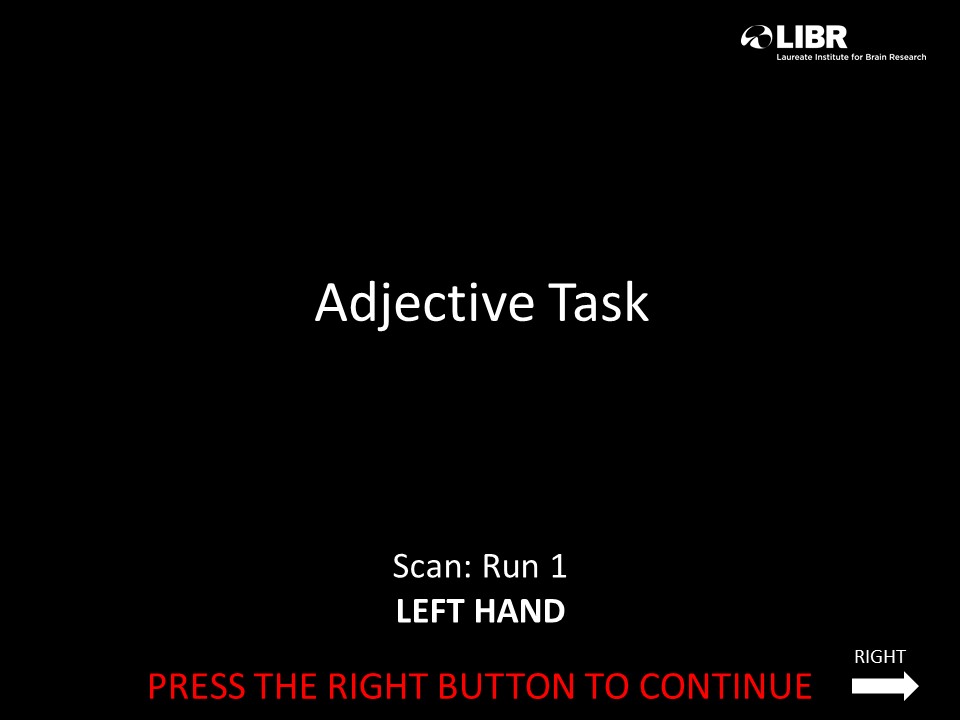 LIBR
Laureate Institute for Brain Research
Adjective Task
Scan: Run 1
LEFT HAND
RIGHT
PRESS THE RIGHT BUTTON TO CONTINUE